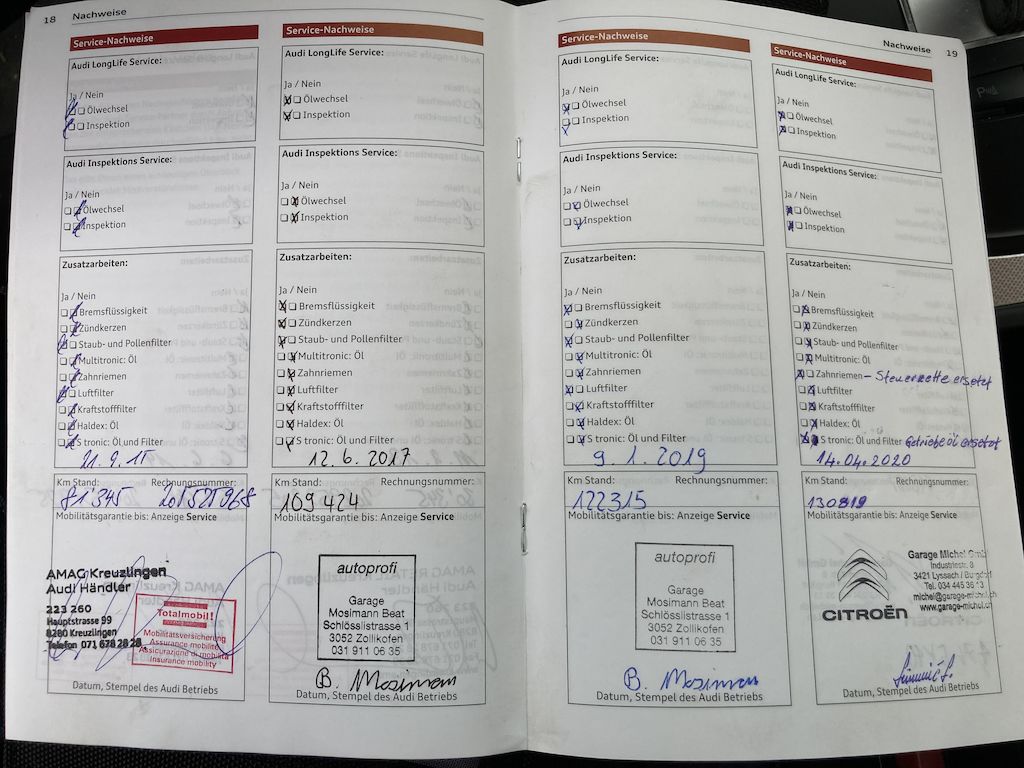 18 Nachweise
Service-Nachweise
Audi LongLife Service:
Ja / Nein
Ölwechsel
Inspektion
Audi Inspektions Service:
Ja / Nein
Ölwechsel
Inspektion
Zusatzarbeiten:
Ja / Nein
Bremsflüssigkeit
Zündkerzen
Staub- und Pollenfilter
Multitronic: Öl
Zahnriemen
Luftfilter
Kraftstofffilter
Haldex: Öl
S tronic: Öl und Filter
21.9.15
Km Stand: Rechnungsnummer:
81'345 201525968
Mobilitätsgarantie bis: Anzeige Service
AMAG Kreuzlingen
Audi Händler
223 260
Hauptstrasse 99
8280 Kreuzlingen
Telefon 071 678 28 28
Totalmobil!
Mobilitätsversicherung
Assurance mobilité
Assicurazione di mobilità
Insurance mobility
Datum, Stempel des Audi Betriebs
Service-Nachweise
Audi LongLife Service:
Ja / Nein
Ölwechsel
Inspektion
Audi Inspektions Service:
Ja / Nein
Ölwechsel
Inspektion
Zusatzarbeiten:
Ja / Nein
Bremsflüssigkeit
Zündkerzen
Staub- und Pollenfilter
Multitronic: Öl
Zahnriemen
Luftfilter
Kraftstofffilter
Haldex: Öl
S tronic: Öl und Filter
12.6.2017
Km Stand: Rechnungsnummer:
109424
Mobilitätsgarantie bis: Anzeige Service
autoprofi
Garage
Mosimann Beat
Schlösslistrasse 1
3052 Zollikofen
031 911 06 35
B. Mosimann
Datum, Stempel des Audi Betriebs
Service-Nachweise
Audi LongLife Service:
Ja / Nein
Ölwechsel
Inspektion
Audi Inspektions Service:
Ja / Nein
Ölwechsel
Inspektion
Zusatzarbeiten:
Ja / Nein
Bremsflüssigkeit
Zündkerzen
Staub- und Pollenfilter
Multitronic: Öl
Zahnriemen
Luftfilter
Kraftstofffilter
Haldex: Öl
S tronic: Öl und Filter
9.1.2019
Km Stand: Rechnungsnummer:
122315
Mobilitätsgarantie bis: Anzeige Service
autoprofi
Garage
Mosimann Beat
Schlösslistrasse 1
3052 Zollikofen
031 911 06 35
B. Mosimann
Datum, Stempel des Audi Betriebs
Nachweise 19
Service-Nachweise
Audi LongLife Service:
Ja / Nein
Ölwechsel
Inspektion
Audi Inspektions Service:
Ja / Nein
Ölwechsel
Inspektion
Zusatzarbeiten:
Ja / Nein
Bremsflüssigkeit
Zündkerzen
Staub- und Pollenfilter
Multitronic: Öl
Zahnriemen – Steuerkette ersetzt
Luftfilter
Kraftstofffilter
Haldex: Öl
S tronic: Öl und Filter Getriebe Öl ersetzt
14.04.2020
Km Stand: Rechnungsnummer:
130819
Mobilitätsgarantie bis: Anzeige Service
CITROËN
Garage Michel GmbH
Industriestr. 8
3421 Lyssach / Burgdorf
Tel. 034 445 36 13
michel@garage-michel.ch
www.garage-michel.ch
Datum, Stempel des Audi Betriebs